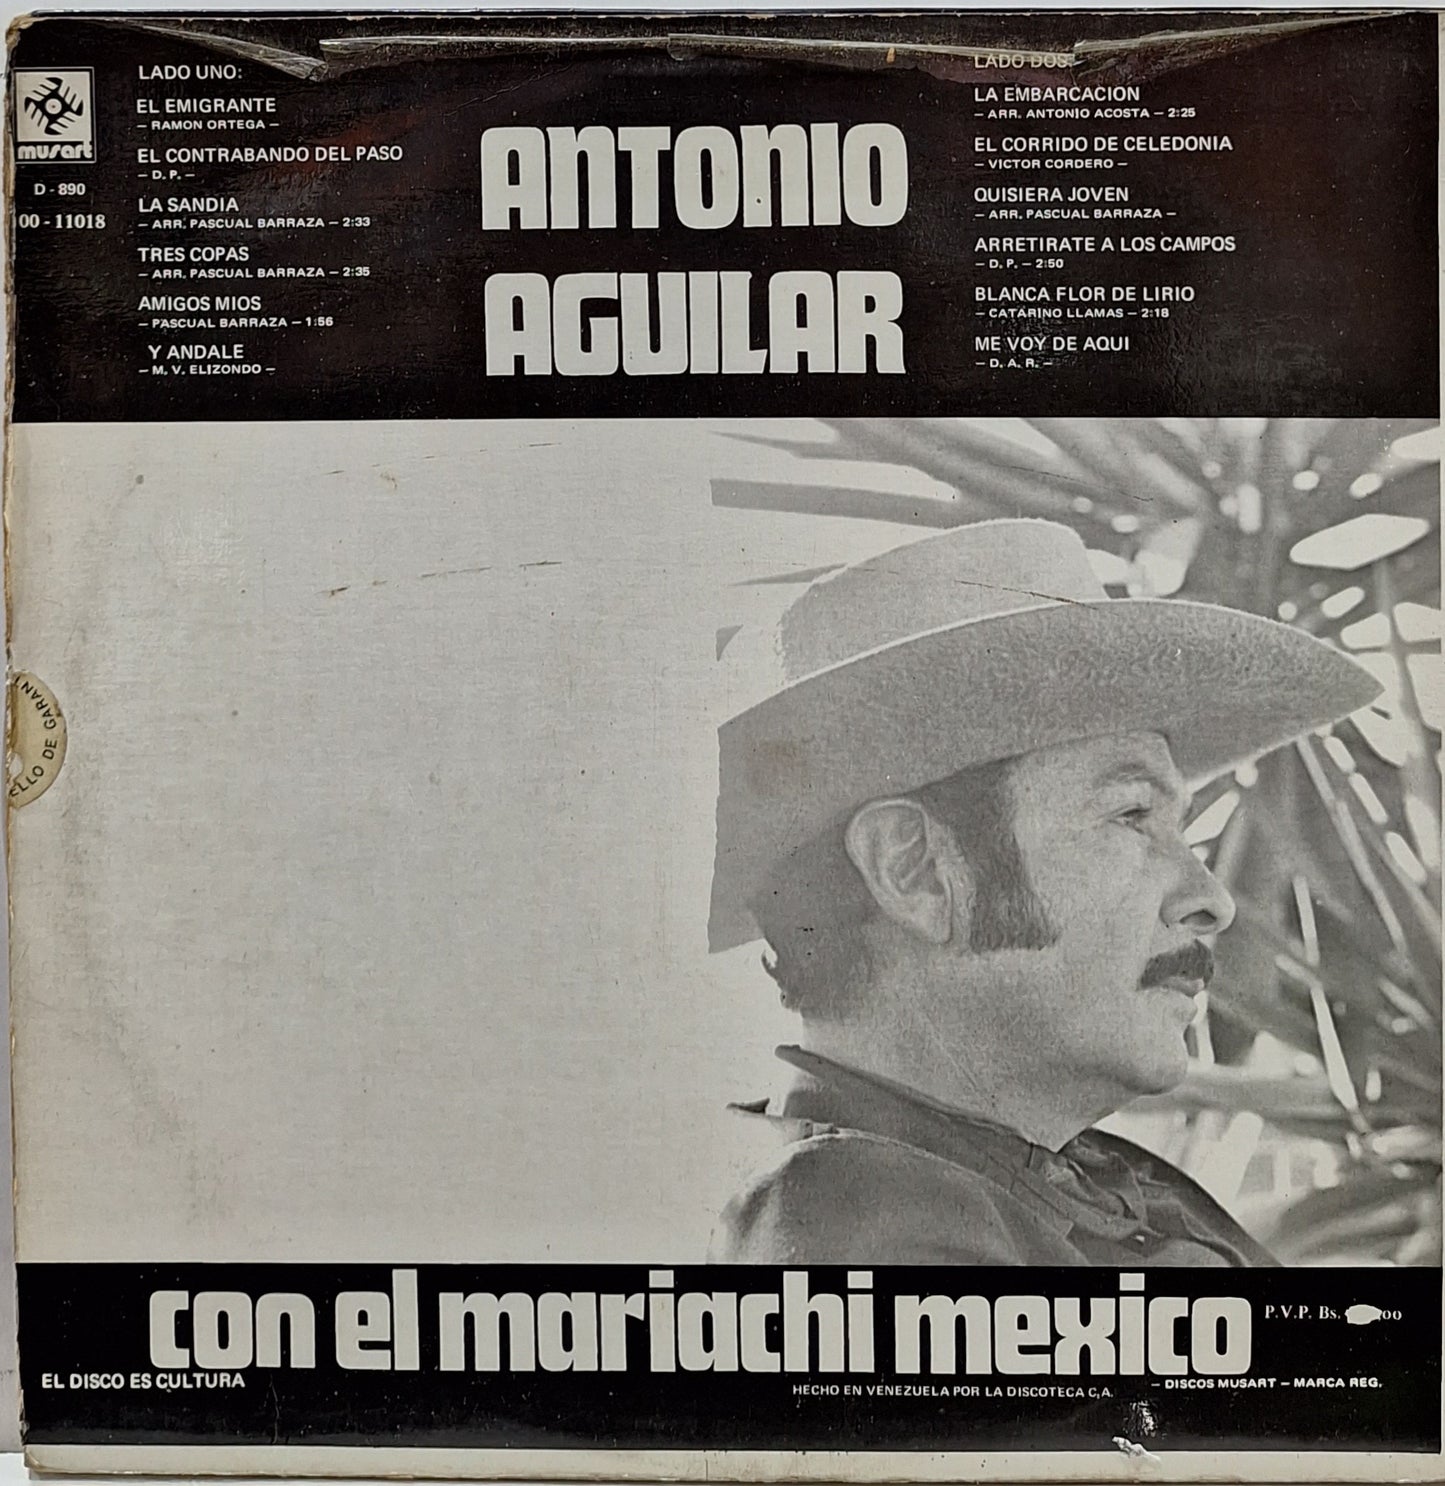 musart
D - 890
00 - 11018
LADO UNO:
EL EMIGRANTE
– RAMON ORTEGA –
EL CONTRABANDO DEL PASO
– D. P. –
LA SANDIA
– ARR. PASCUAL BARRAZA – 2:33
TRES COPAS
– ARR. PASCUAL BARRAZA – 2:35
AMIGOS MIOS
– PASCUAL BARRAZA – 1:56
Y ANDALE
– M. V. ELIZONDO –
ANTONIO
AGUILAR
LADO DOS:
LA EMBARCACION
– ARR. ANTONIO ACOSTA – 2:25
EL CORRIDO DE CELEDONIA
– VICTOR CORDERO –
QUISIERA JOVEN
– ARR. PASCUAL BARRAZA –
ARRETIRATE A LOS CAMPOS
– D. P. – 2:50
BLANCA FLOR DE LIRIO
– CATARINO LLAMAS – 2:18
ME VOY DE AQUI
– D. A. R. –
DE
con el mariachi mexico
P.V.P. Bs. 00
EL DISCO ES CULTURA
HECHO EN VENEZUELA POR LA DISCOTECA C,A.
– DISCOS MUSART – MARCA REG.